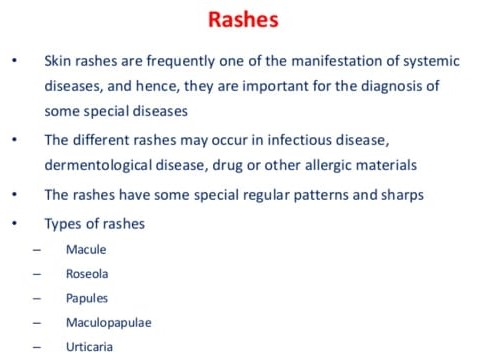 Rashes
• Skin rashes are frequently one of the manifestation of systemic
diseases, and hence, they are important for the diagnosis of
some special diseases
• The different rashes may occur in infectious disease,
dermentological disease, drug or other allergic materials
• The rashes have some special regular patterns and sharps
• Types of rashes
– Macule
– Roseola
– Papules
– Maculopapulae
– Urticaria